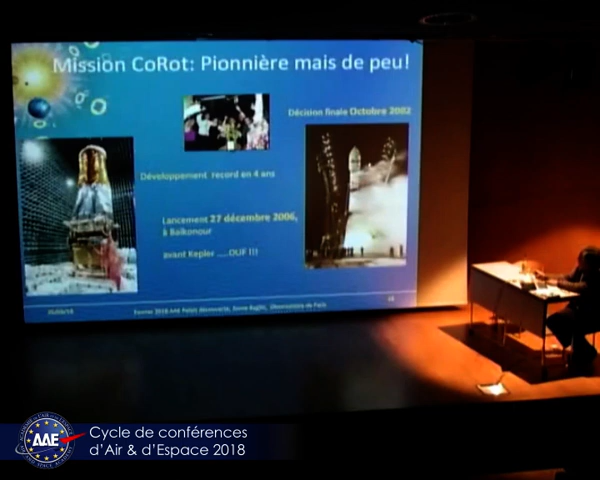 Mission CoRot: Pionnière mais de peu!
Décision finale Octobre 2002
Développement record en 4 ans
Lancement 27 décembre 2006,
à Baïkonour
avant Kepler ....OUF !!!
AAE
Cycle de conférences
d'Air & d'Espace 2018